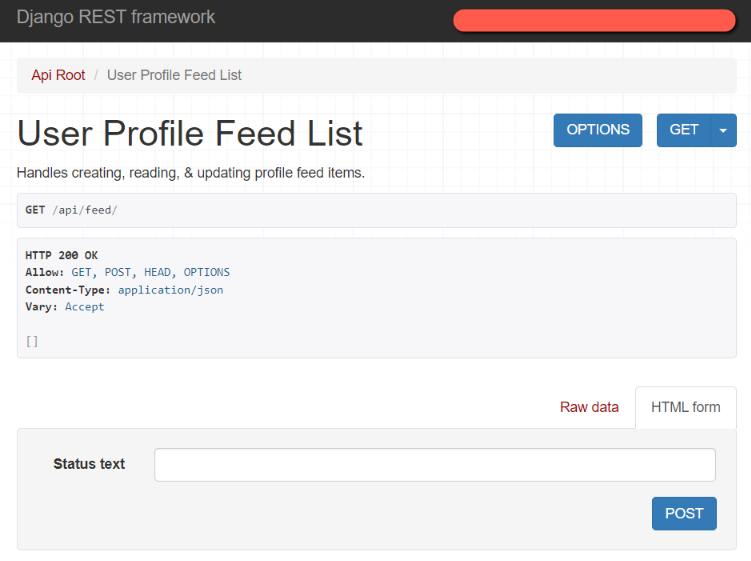 Django REST framework
Api Root / User Profile Feed List
User Profile Feed List
OPTIONS
GET
Handles creating, reading, & updating profile feed items.
GET /api/feed/
HTTP 200 OK
Allow: GET, POST, HEAD, OPTIONS
Content-Type: application/json
Vary: Accept
[]
Raw data
HTML form
Status text
POST